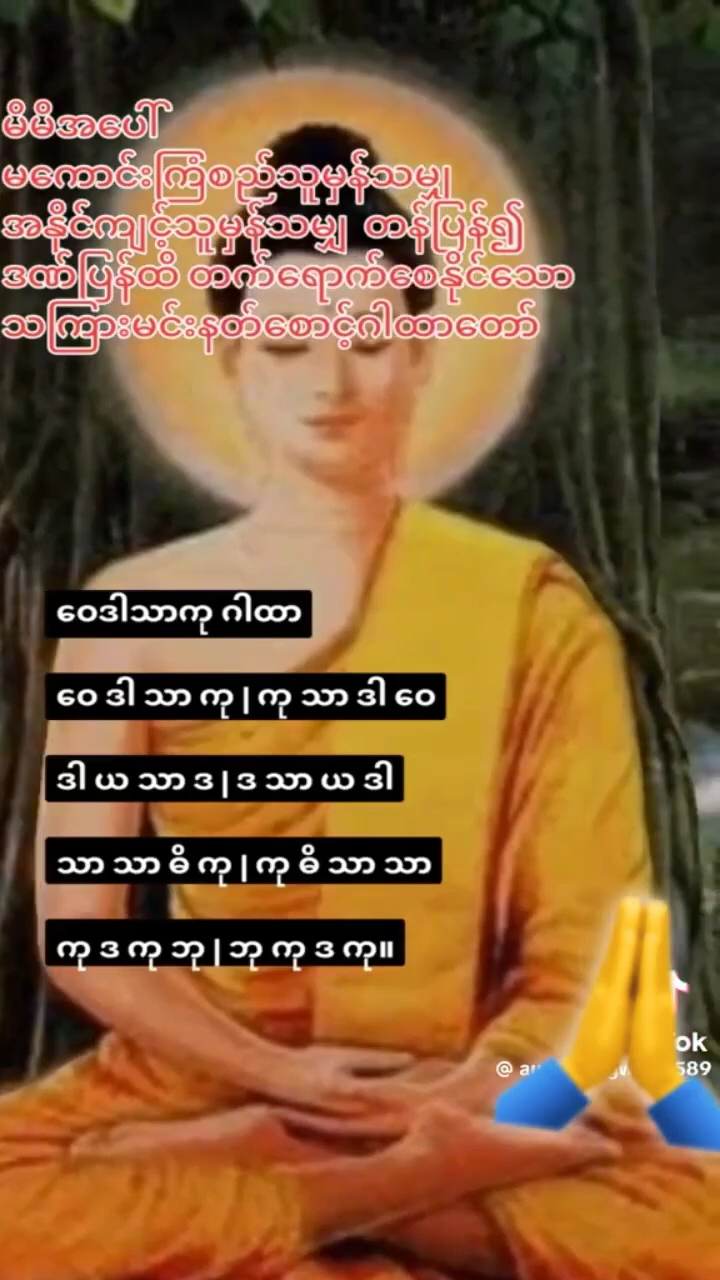 မိမိအပေါ်
မကောင်းကြံစည်သူမှန်သမျှ
အနိုင်ကျင့်သူမှန်သမျှ တန်ပြန်၍
ဒဏ်ပြန်ထိ တက်ရောက်စေနိုင်သော
သကြားမင်းနတ်စောင့်ဂါထာတော်
ဝေဒါသာကု ဂါထာ
ဝေ ဒါ သာ ကု | ကု သာ ဒါ ဝေ
ဒါ ယ သာ ဒ | ဒ သာ ယ ဒါ
သာ သာ ဓိ ကု | ကု ဓိ သာ သာ
ကု ဒ ကု ဘု | ဘု ကု ဒ ကု။